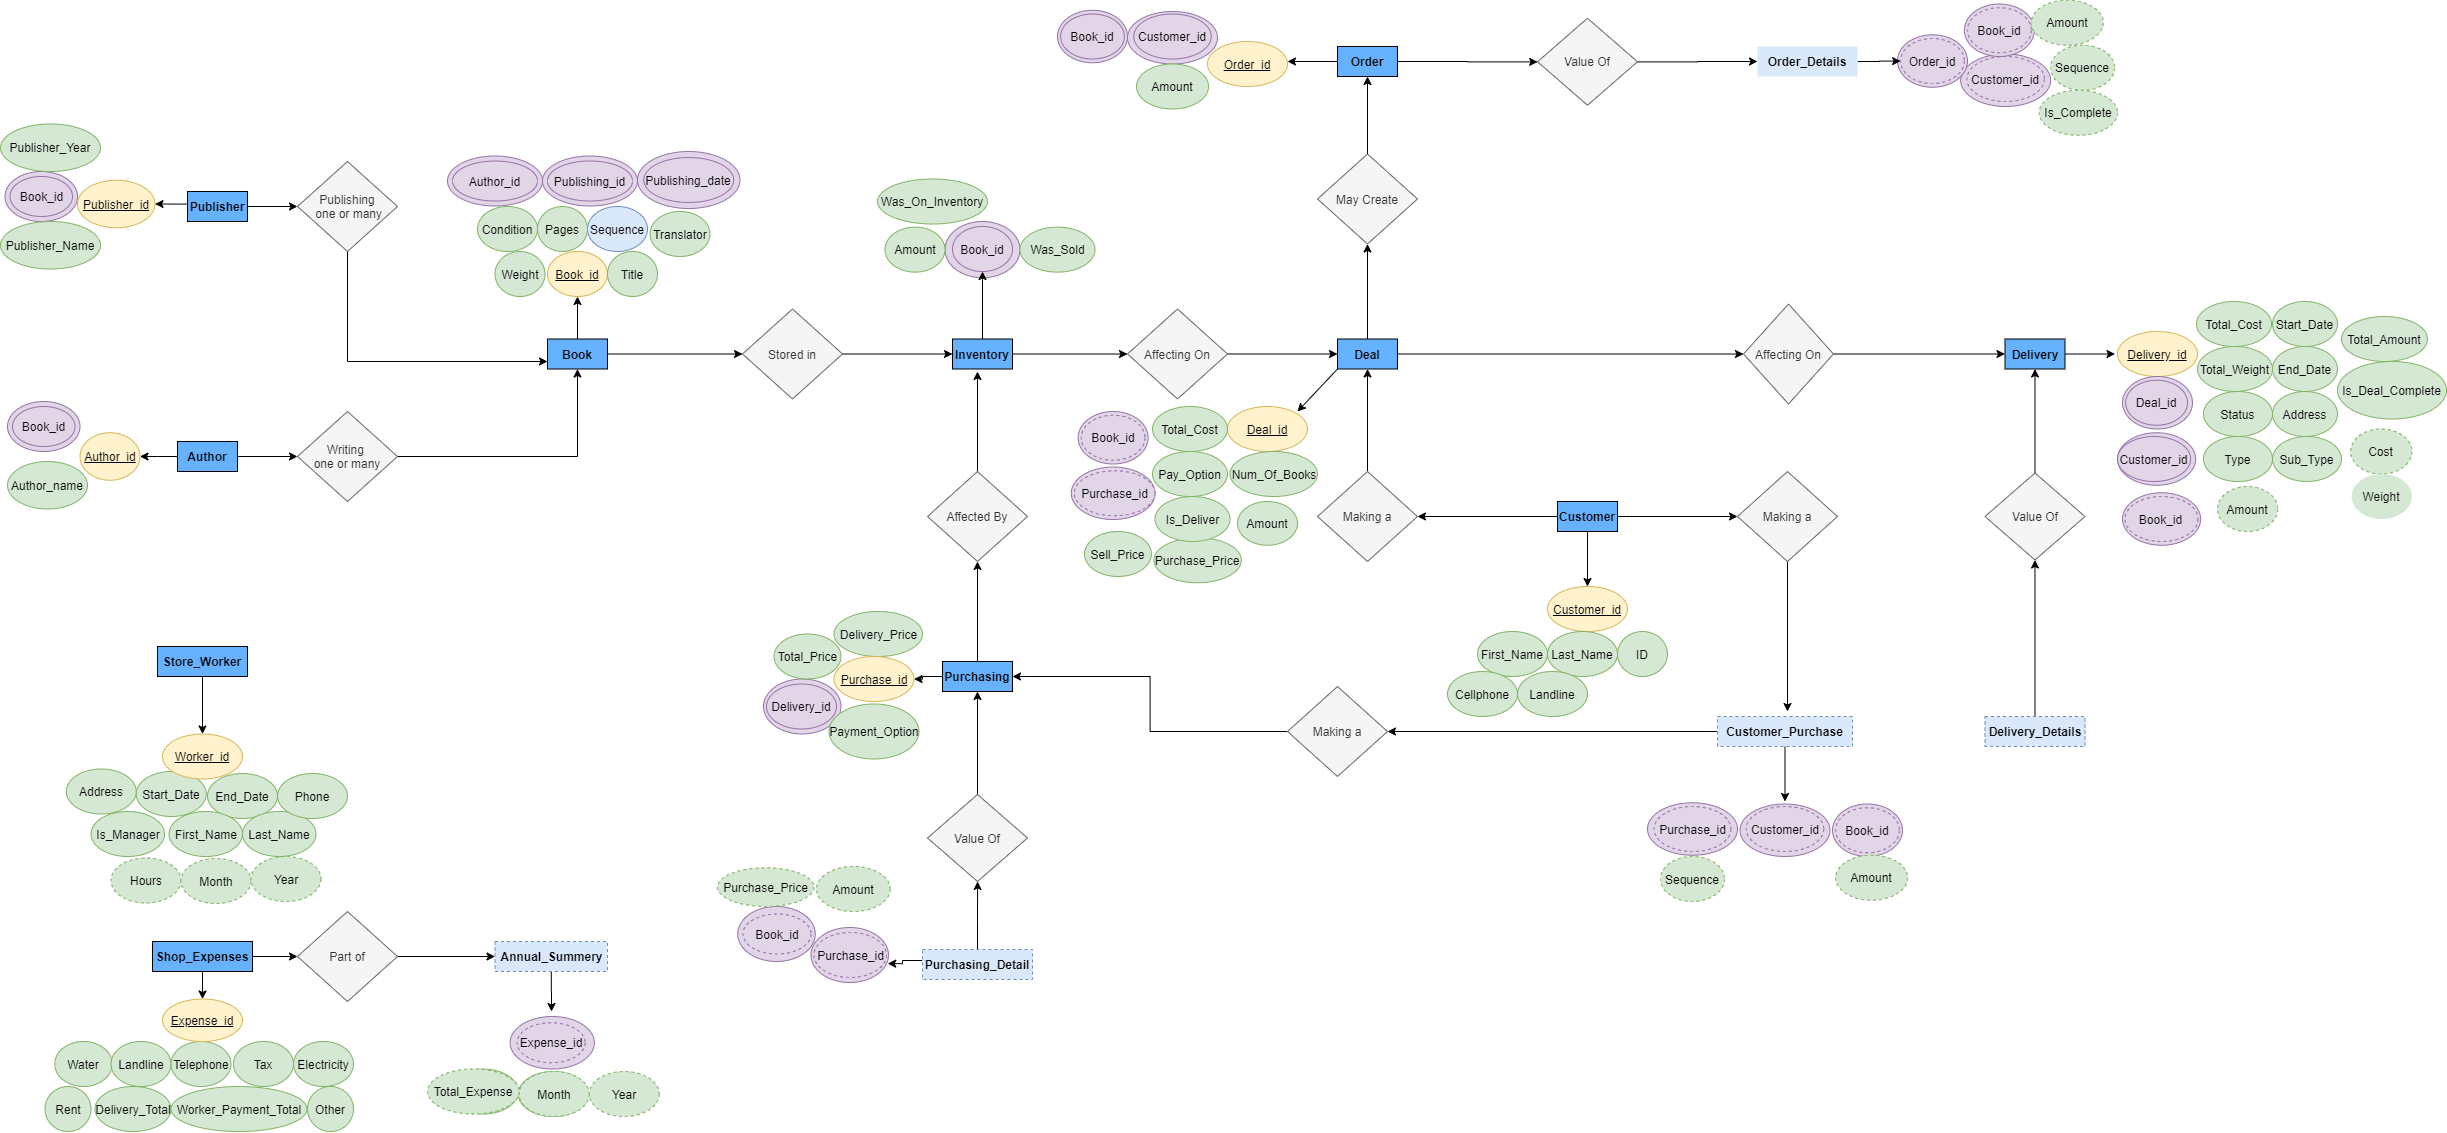 Book_id
Customer_id
Order_id
Amount
Order
Value Of
Order_Details
Order_id
Book_id
Amount
Customer_id
Sequence
Is_Complete
Publisher_Year
Book_id
Publisher_id
Publisher_Name
Publisher
Publishing
one or many
Author_id
Publishing_id
Publishing_date
Condition
Pages
Sequence
Translator
Weight
Book_id
Title
Was_On_Inventory
Amount
Book_id
Was_Sold
May Create
Book
Stored in
Inventory
Affecting On
Deal
Affecting On
Delivery
Delivery_id
Total_Cost
Start_Date
Total_Amount
Total_Weight
End_Date
Is_Deal_Complete
Deal_id
Status
Address
Customer_id
Type
Sub_Type
Cost
Weight
Book_id
Amount
Book_id
Author_id
Author_name
Author
Writing
one or many
Book_id
Total_Cost
Deal_id
Purchase_id
Pay_Option
Num_Of_Books
Is_Deliver
Amount
Sell_Price
Purchase_Price
Affected By
Making a
Customer
Making a
Value Of
Customer_id
First_Name
Last_Name
ID
Cellphone
Landline
Store_Worker
Worker_id
Address
Start_Date
End_Date
Phone
Is_Manager
First_Name
Last_Name
Hours
Month
Year
Delivery_Price
Total_Price
Purchase_id
Delivery_id
Payment_Option
Purchasing
Making a
Customer_Purchase
Delivery_Details
Purchase_id
Customer_id
Book_id
Sequence
Amount
Value Of
Purchase_Price
Amount
Book_id
Purchase_id
Purchasing_Detail
Shop_Expenses
Part of
Annual_Summery
Expense_id
Water
Landline
Telephone
Tax
Electricity
Rent
Delivery_Total
Worker_Payment_Total
Other
Expense_id
Total_Expense
Month
Year